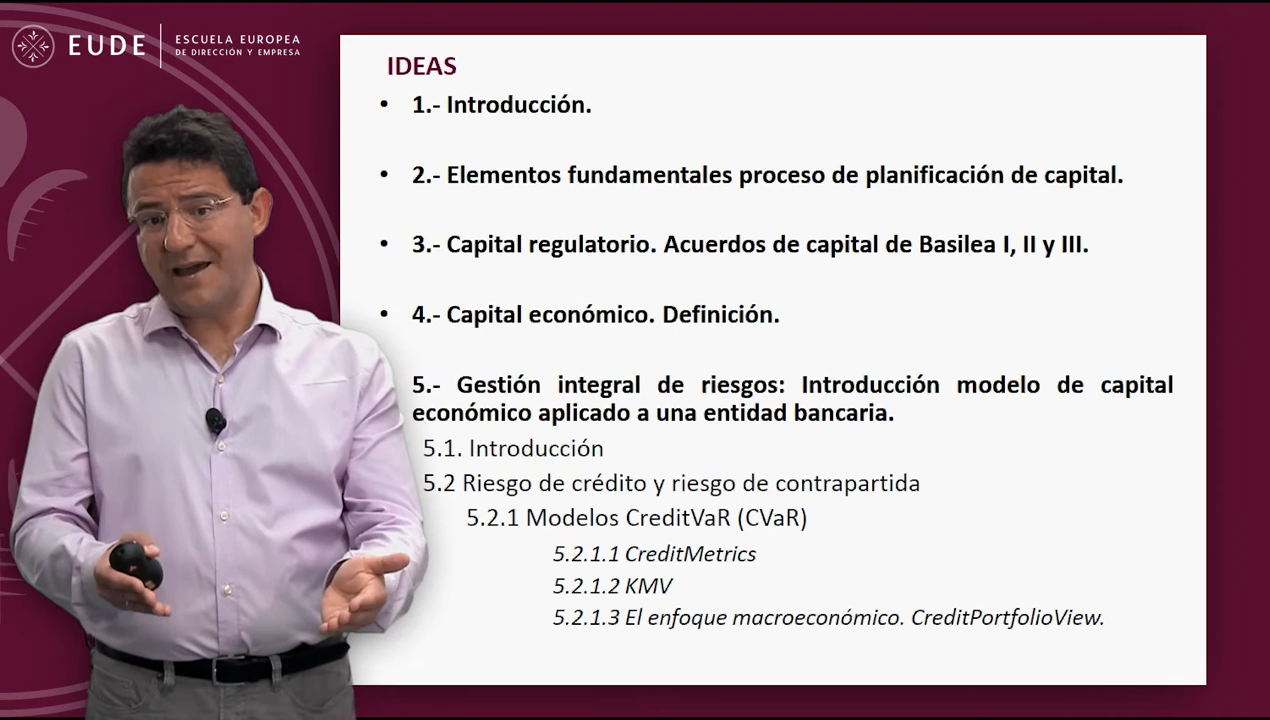 EUDE
ESCUELA EUROPEA
DE DIRECCIÓN Y EMPRESA
IDEAS
• 1.- Introducción.
• 2.- Elementos fundamentales proceso de planificación de capital.
• 3.- Capital regulatorio. Acuerdos de capital de Basilea I, II y III.
• 4.- Capital económico. Definición.
5.- Gestión integral de riesgos: Introducción modelo de capital
económico aplicado a una entidad bancaria.
5.1. Introducción
5.2 Riesgo de crédito y riesgo de contrapartida
5.2.1 Modelos CreditVaR (CVaR)
5.2.1.1 CreditMetrics
5.2.1.2 KMV
5.2.1.3 El enfoque macroeconómico. CreditPortfolioView.